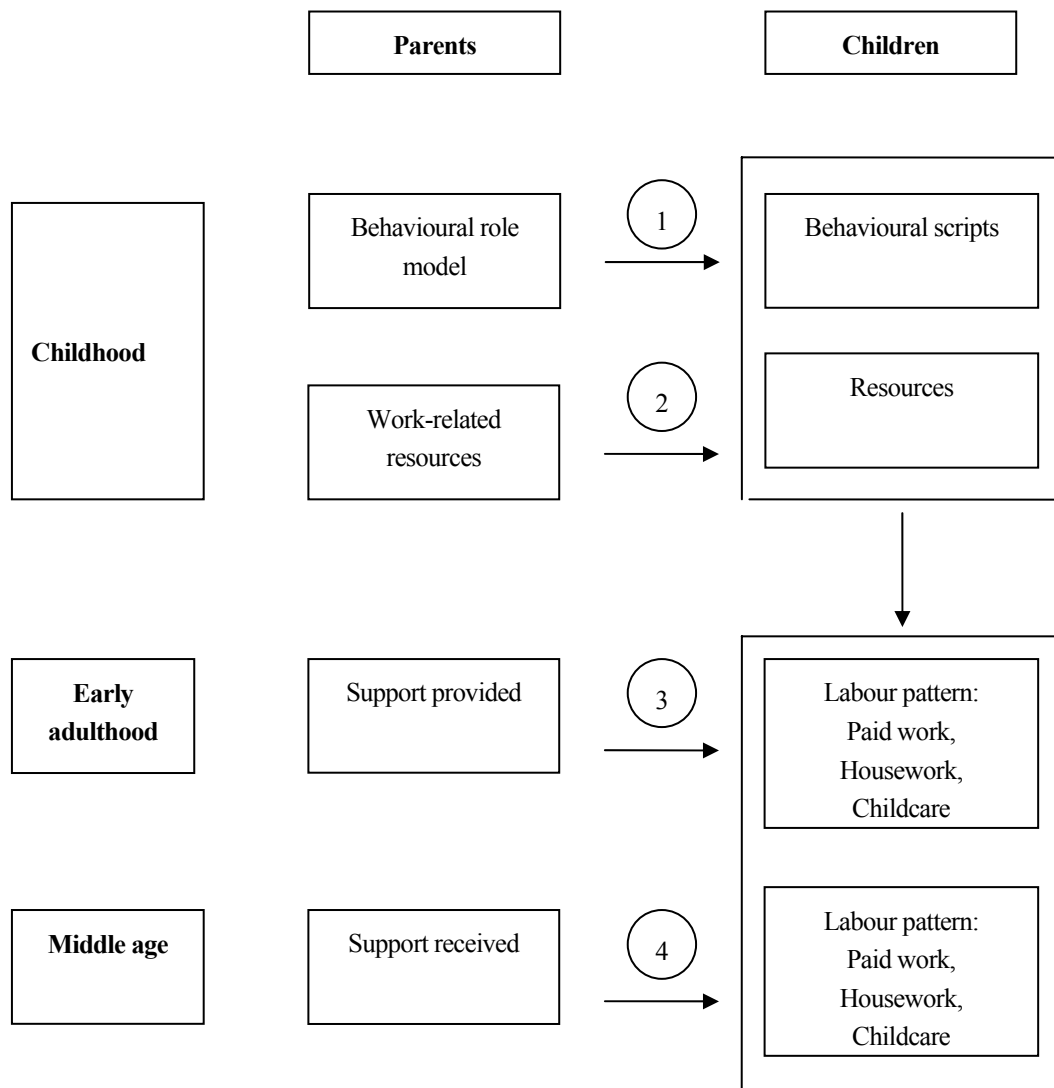 Parents
Children
Childhood
Behavioural role
model
1
Behavioural scripts
Work-related
resources
2
Resources
Early
adulthood
Support provided
3
Labour pattern:
Paid work,
Housework,
Childcare
Middle age
Support received
4
Labour pattern:
Paid work,
Housework,
Childcare